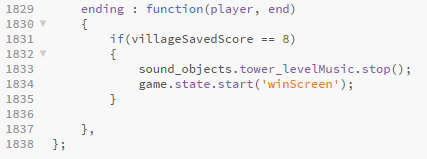 1829 ending : function(player, end)
1830 {
1831 if(villageSavedScore == 8)
1832 {
1833 sound_objects.tower_levelMusic.stop();
1834 game.state.start('winScreen');
1835 }
1836
1837 },
1838 };